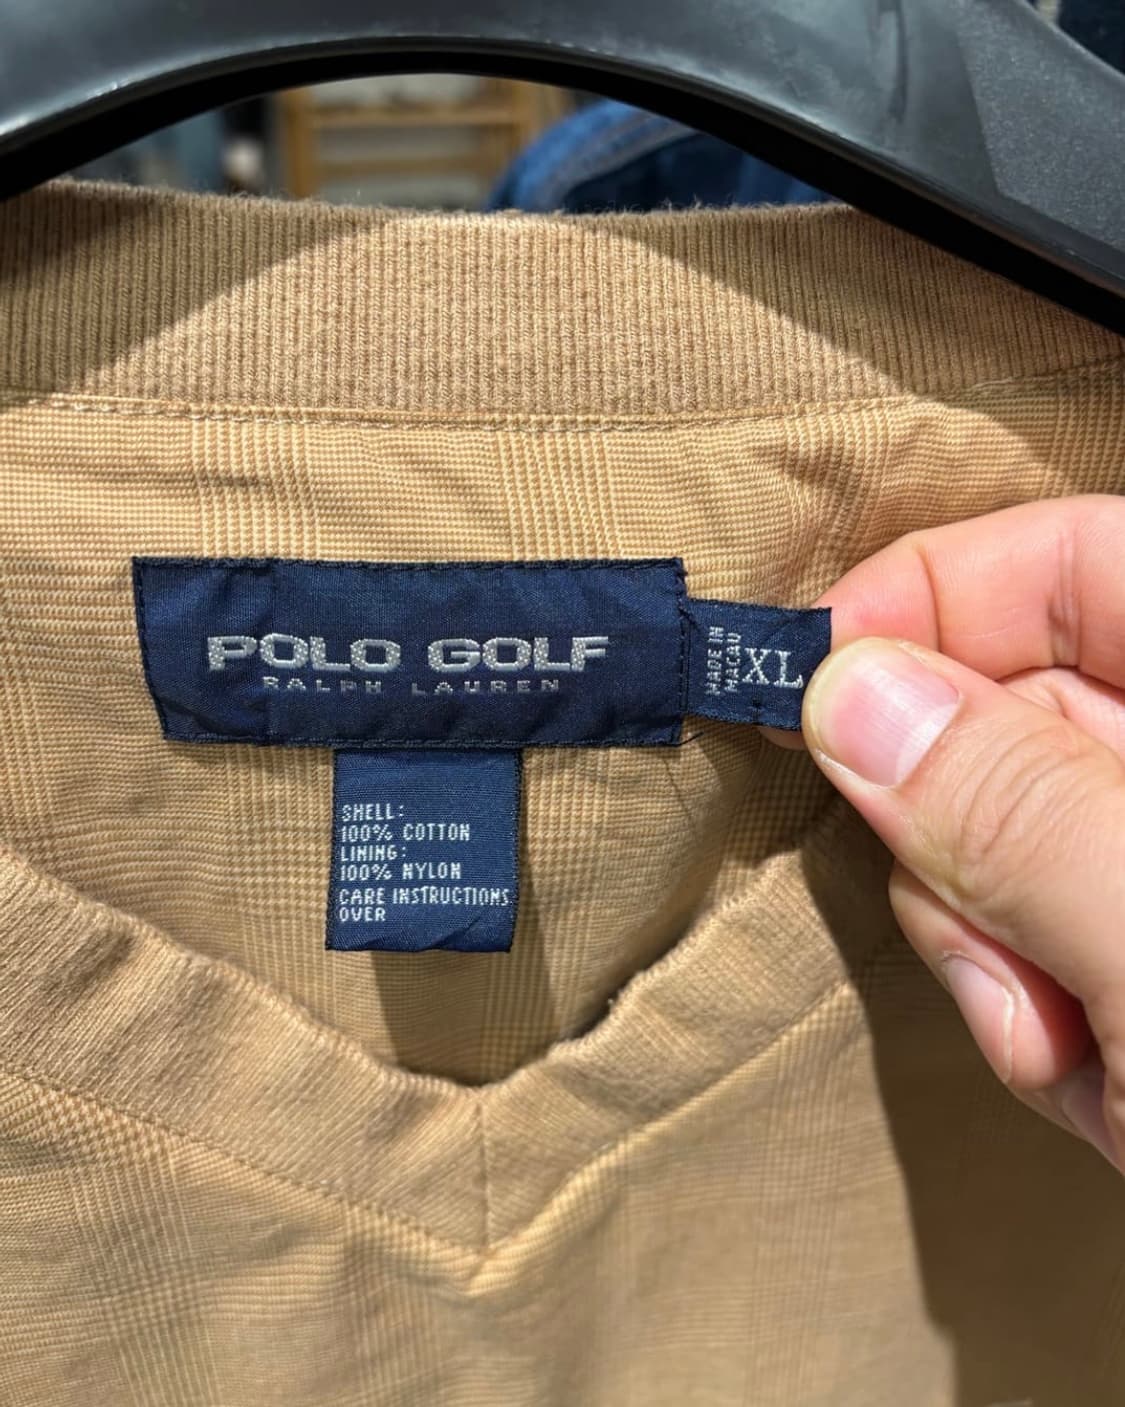 POLO GOLF
RALPH LAUREN
MADE IN
MACAU
XL
SHELL:
100% COTTON
LINING:
100% NYLON
CARE INSTRUCTIONS
OVER